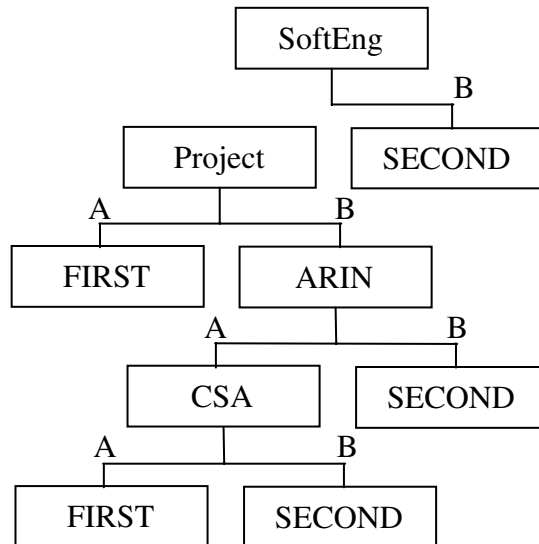 SoftEng
B
Project
SECOND
A B
FIRST ARIN
A B
CSA SECOND
A B
FIRST SECOND